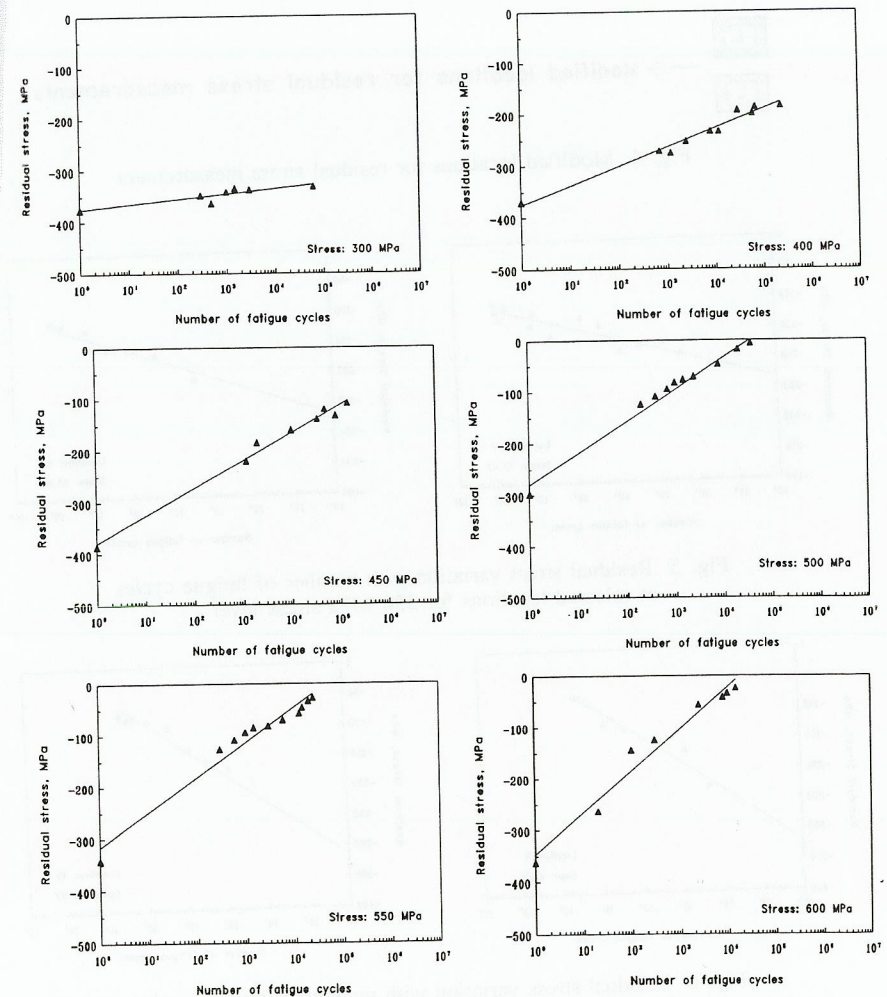 0
-100
-200
-300
-400
-500
Residual stress, MPa
Stress: 300 MPa
10⁰ 10¹ 10² 10³ 10⁴ 10⁵ 10⁶ 10⁷
Number of fatigue cycles
0
-100
-200
-300
-400
-500
Residual stress, MPa
Stress: 400 MPa
10⁰ 10¹ 10² 10³ 10⁴ 10⁵ 10⁶ 10⁷
Number of fatigue cycles
0
-100
-200
-300
-400
-500
Residual stress, MPa
Stress: 450 MPa
10⁰ 10¹ 10² 10³ 10⁴ 10⁵ 10⁶ 10⁷
Number of fatigue cycles
0
-100
-200
-300
-400
-500
Residual stress, MPa
Stress: 500 MPa
10⁰ 10¹ 10² 10³ 10⁴ 10⁵ 10⁶ 10⁷
Number of fatigue cycles
0
-100
-200
-300
-400
-500
Residual stress, MPa
Stress: 550 MPa
10⁰ 10¹ 10² 10³ 10⁴ 10⁵ 10⁶ 10⁷
Number of fatigue cycles
0
-100
-200
-300
-400
-500
Residual stress, MPa
Stress: 600 MPa
10⁰ 10¹ 10² 10³ 10⁴ 10⁵ 10⁶ 10⁷
Number of fatigue cycles